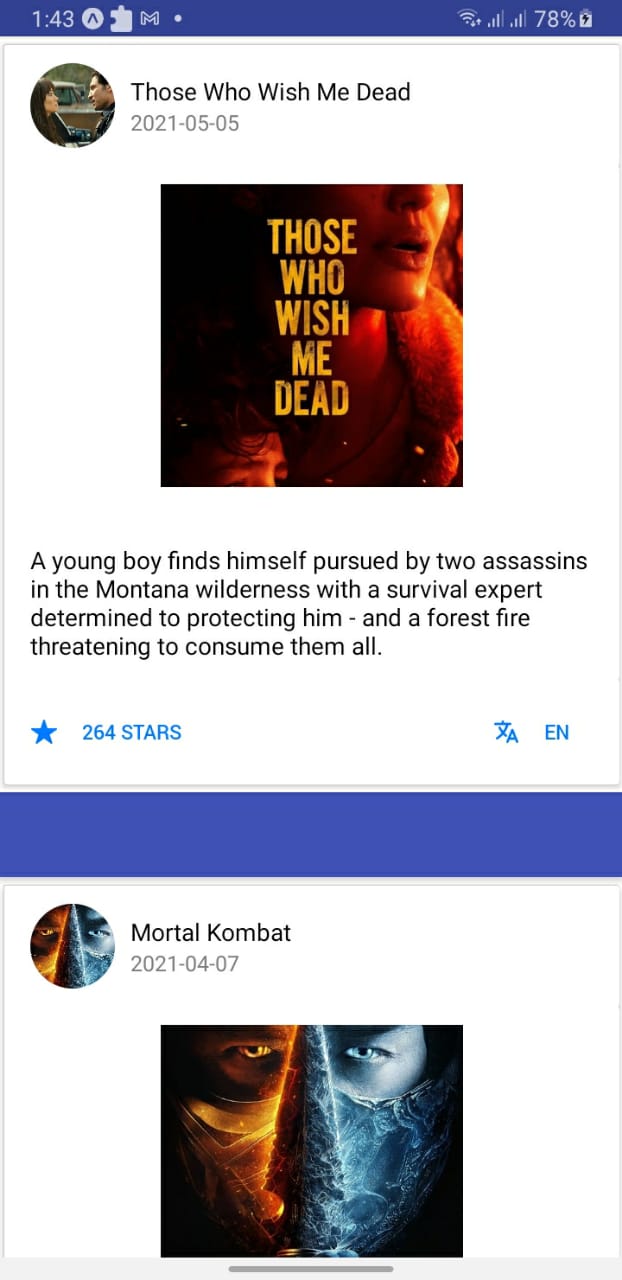 1:43
78%
Those Who Wish Me Dead
2021-05-05
THOSE
WHO
WISH
ME
DEAD
A young boy finds himself pursued by two assassins
in the Montana wilderness with a survival expert
determined to protecting him - and a forest fire
threatening to consume them all.
264 STARS
EN
Mortal Kombat
2021-04-07